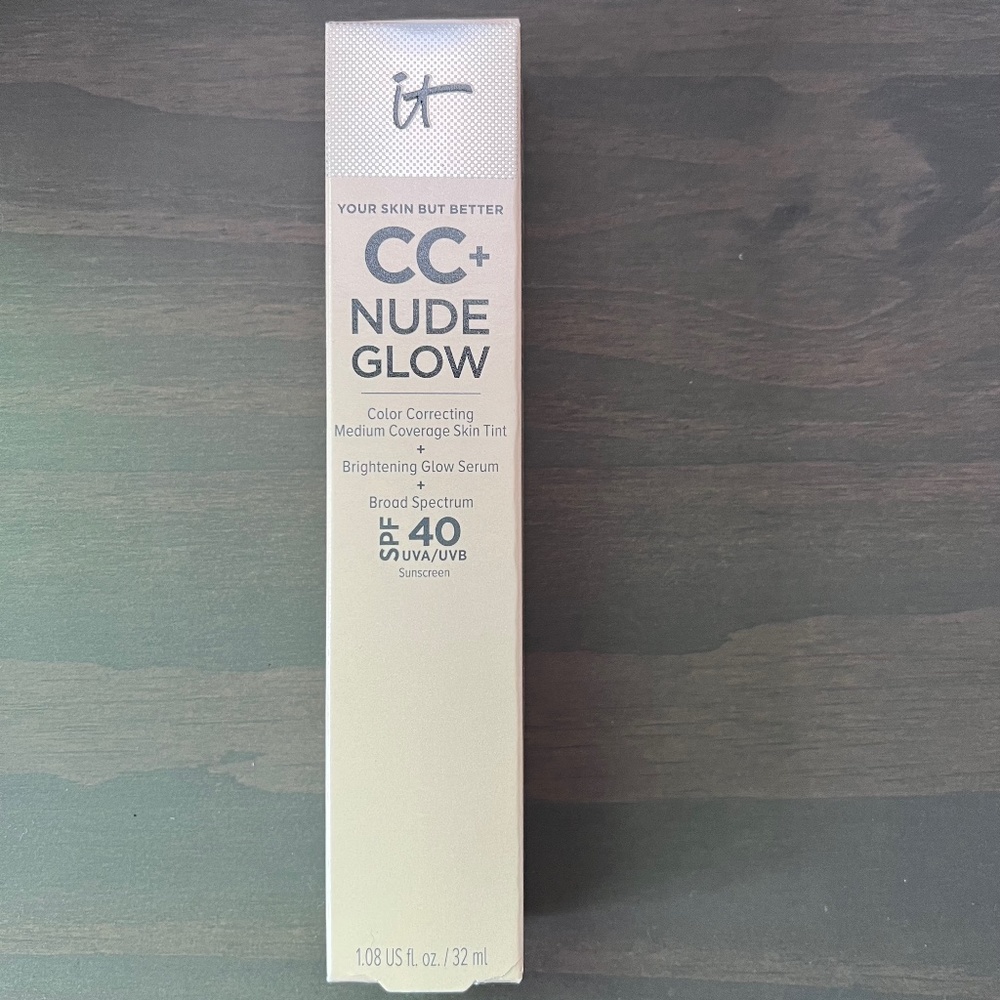 it
YOUR SKIN BUT BETTER
CC+
NUDE
GLOW
Color Correcting
Medium Coverage Skin Tint
+
Brightening Glow Serum
+
Broad Spectrum
SPF 40
UVA/UVB
Sunscreen
1.08 US fl. oz. / 32 ml